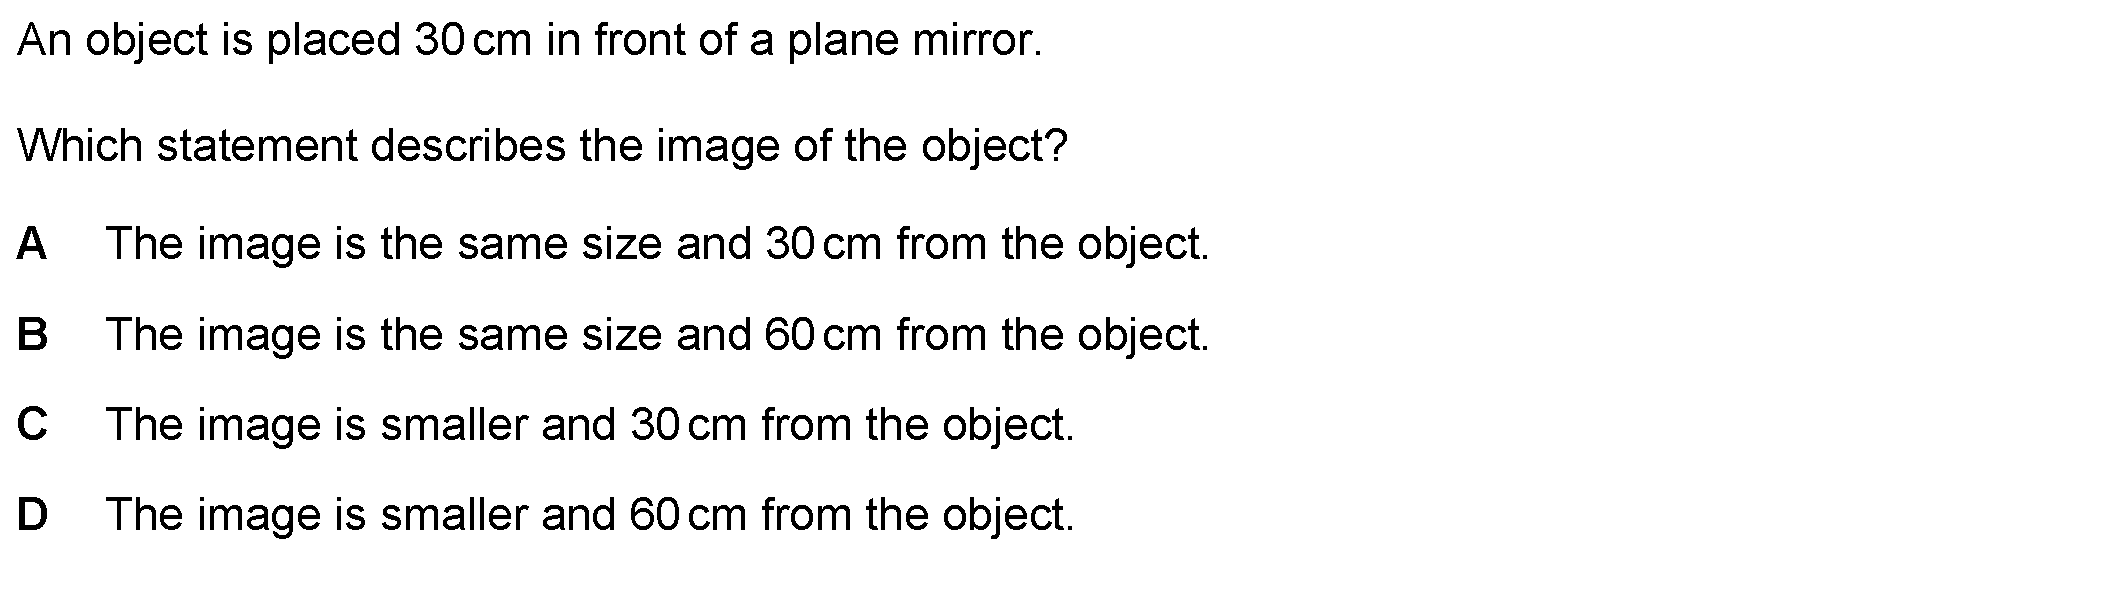 An object is placed 30 cm in front of a plane mirror.
Which statement describes the image of the object?
A The image is the same size and 30 cm from the object.
B The image is the same size and 60 cm from the object.
C The image is smaller and 30 cm from the object.
D The image is smaller and 60 cm from the object.